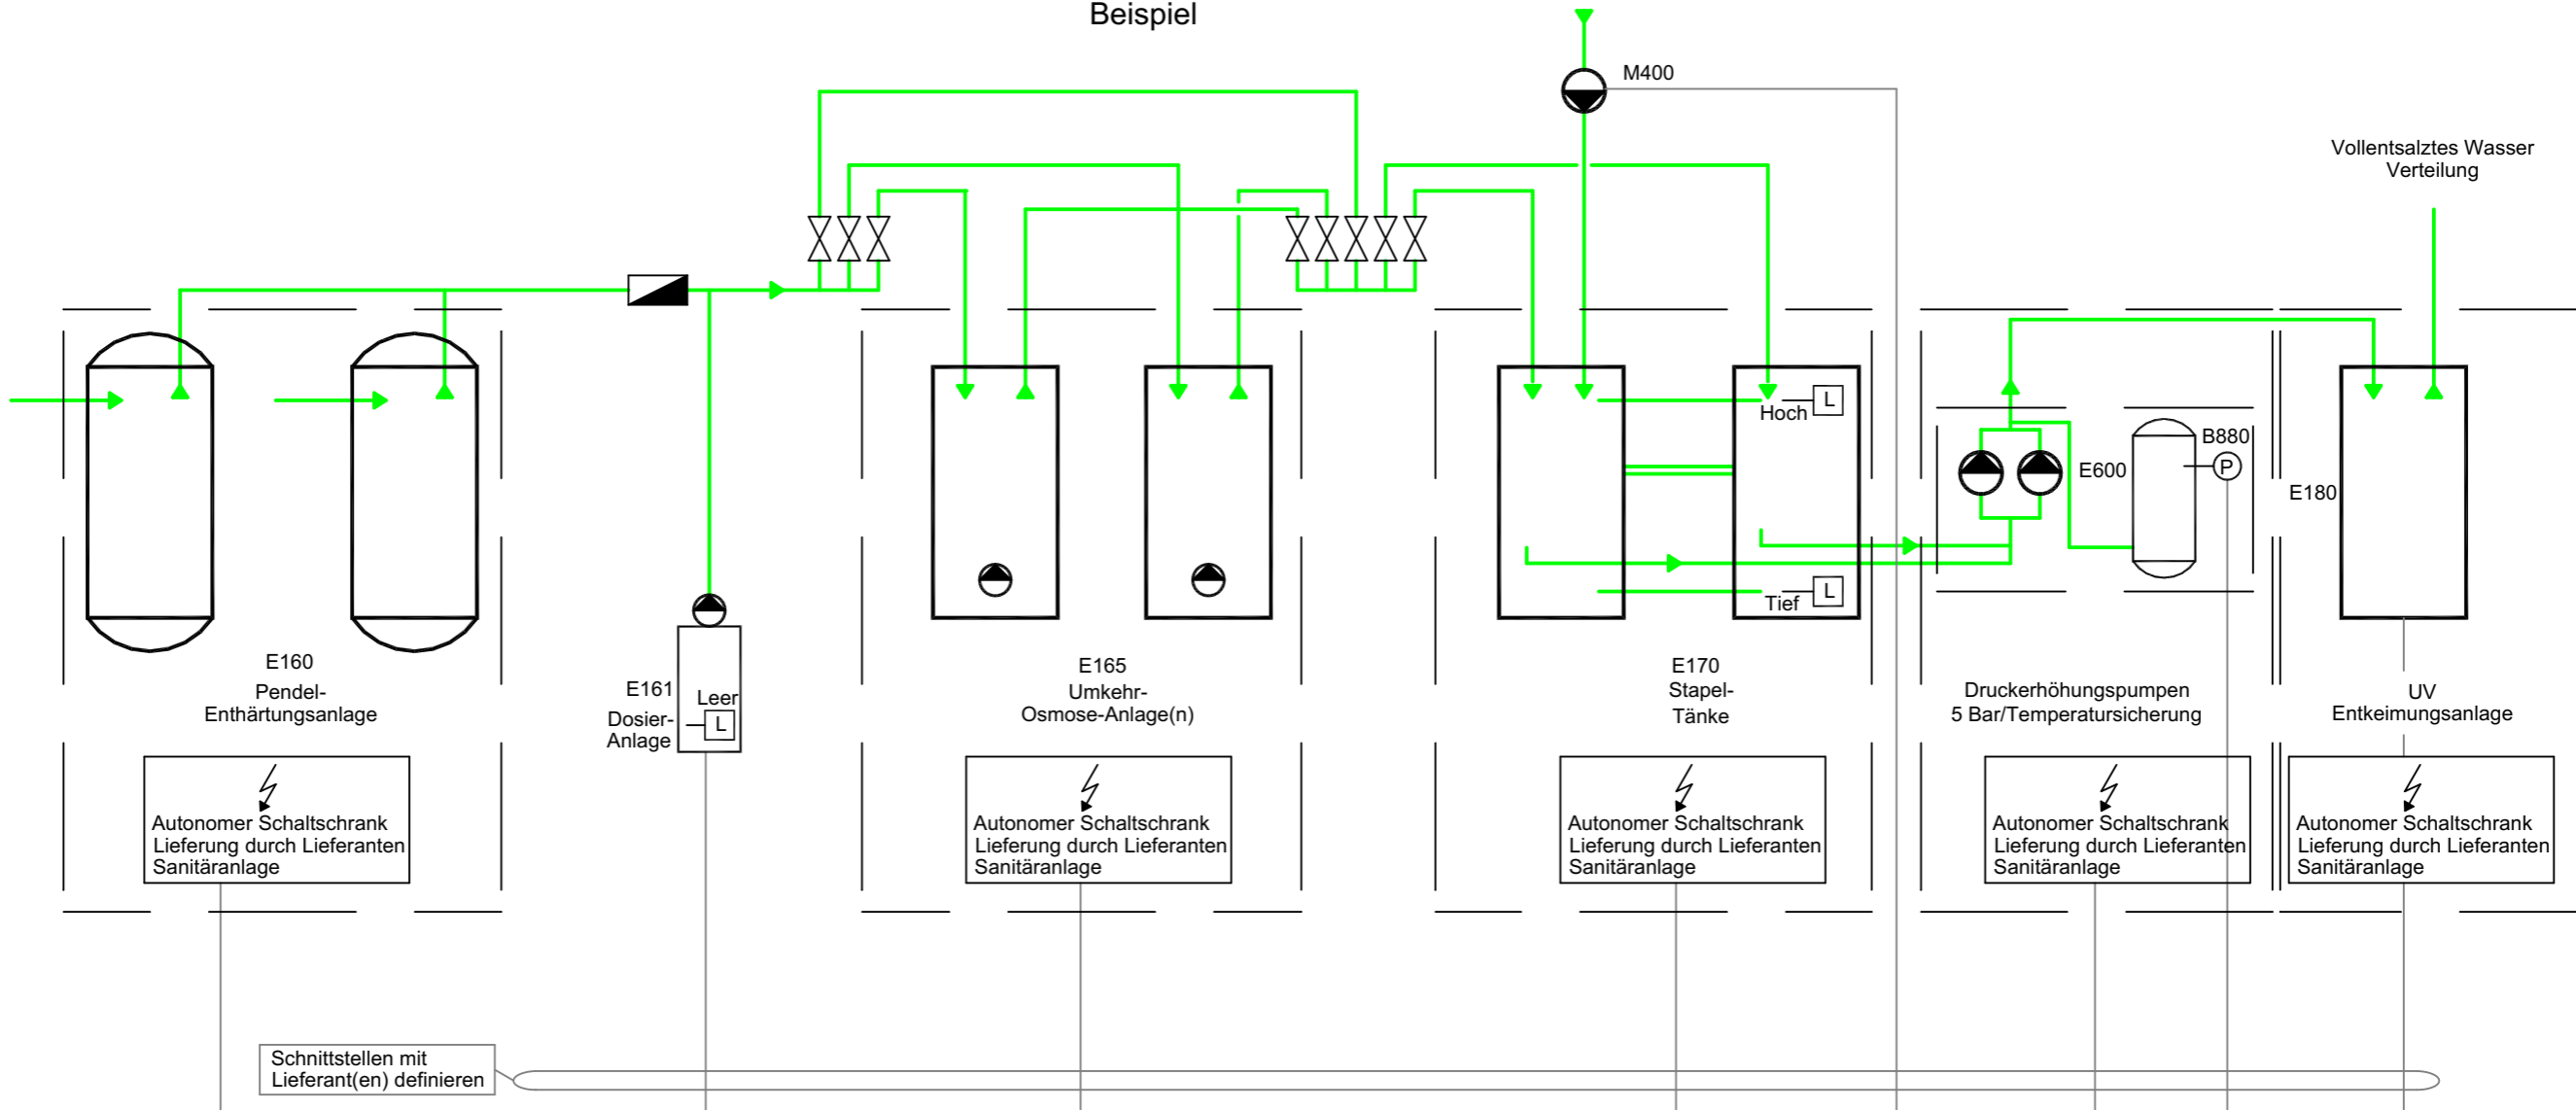 Beispiel
M400
Vollentsalztes Wasser
Verteilung
Hoch
L
B880
P
E600
E180
Tief
L
E160
Pendel-
Enthärtungsanlage
E161
Dosier-
Anlage
Leer
L
E165
Umkehr-
Osmose-Anlage(n)
E170
Stapel-
Tänke
Druckerhöhungspumpen
5 Bar/Temperatursicherung
UV
Entkeimungsanlage
Autonomer Schaltschrank
Lieferung durch Lieferanten
Sanitäranlage
Autonomer Schaltschrank
Lieferung durch Lieferanten
Sanitäranlage
Autonomer Schaltschrank
Lieferung durch Lieferanten
Sanitäranlage
Autonomer Schaltschrank
Lieferung durch Lieferanten
Sanitäranlage
Autonomer Schaltschrank
Lieferung durch Lieferanten
Sanitäranlage
Schnittstellen mit
Lieferant(en) definieren